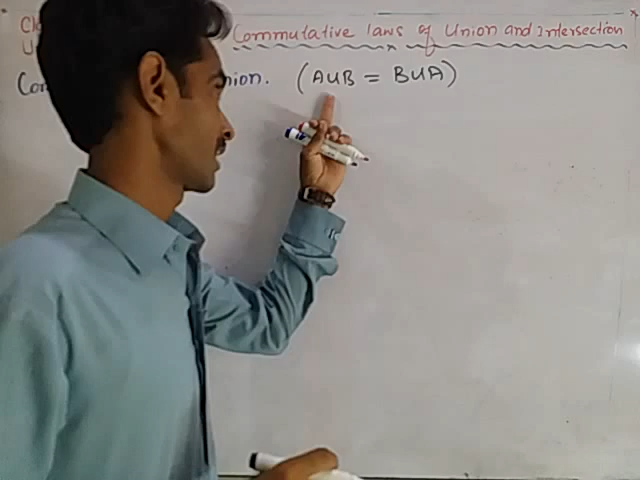 Commutative laws of Union and Intersection
(AUB = BUA)